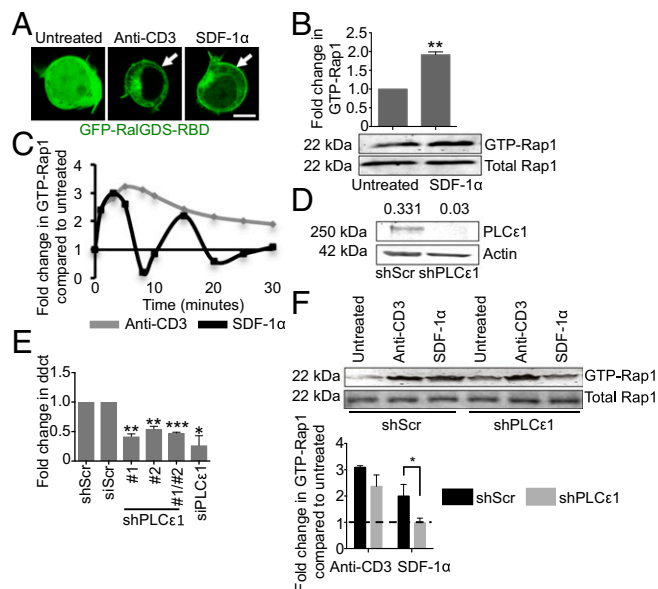 A
Untreated Anti-CD3 SDF-1α
GFP-RalGDS-RBD
B
Fold change in
GTP-Rap1
2.5
2.0
1.5
1.0
0.5
0.0
**
22 kDa GTP-Rap1
22 kDa Total Rap1
Untreated SDF-1α
C
Fold change in GTP-Rap1
compared to untreated
4
3
2
1
0
0 10 20 30
Time (minutes)
Anti-CD3 SDF-1α
D
0.331 0.03
250 kDa PLCε1
42 kDa Actin
shScr shPLCε1
E
Fold change in ddct
1.5
1.0
0.5
0.0
** ** *** *
shScr siScr #1 #2 #1/#2 siPLCε1
shPLCε1
F
Untreated Anti-CD3 SDF-1α Untreated Anti-CD3 SDF-1α
22 kDa GTP-Rap1
22 kDa Total Rap1
shScr shPLCε1
Fold change in GTP-Rap1
compared to untreated
4
3
2
1
0
*
Anti-CD3 SDF-1α
shScr shPLCε1